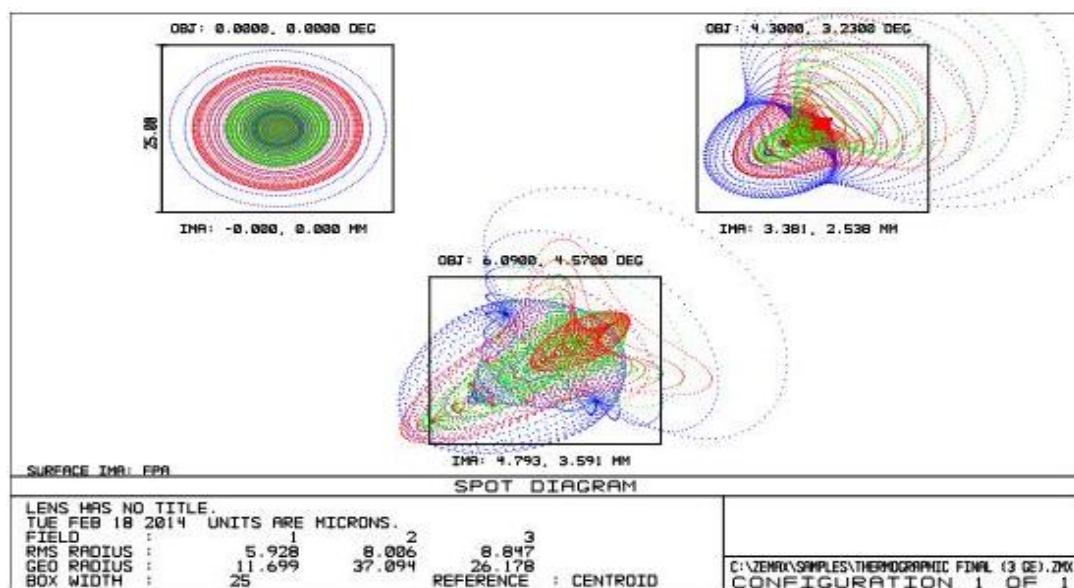 OBJ: 0.0000, 0.0000 DEG
OBJ: 4.3000, 3.2300 DEG
25.00
IMA: -0.000, 0.000 MM
IMA: 3.381, 2.538 MM
OBJ: 6.0900, 4.5700 DEG
IMA: 4.793, 3.591 MM
SURFACE IMA: FPA
SPOT DIAGRAM
LENS HAS NO TITLE.
TUE FEB 18 2014 UNITS ARE MICRONS.
FIELD : 1 2 3
RMS RADIUS : 5.928 8.006 8.847
GEO RADIUS : 11.699 37.094 26.178
BOX WIDTH : 25 REFERENCE : CENTROID
C:\ZEMAX\SAMPLES\THERMOGRAPHIC FINAL (3 GE).ZMX
CONFIGURATION 1 OF 1